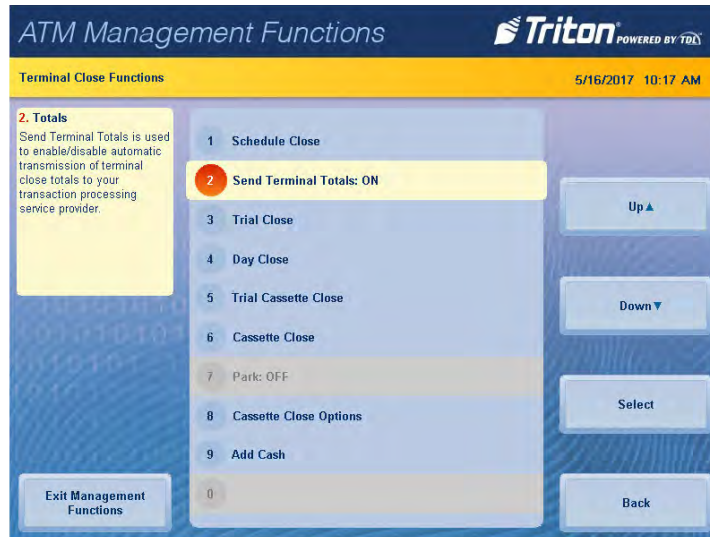 ATM Management Functions
Triton POWERED BY TDL
Terminal Close Functions
5/16/2017 10:17 AM
2. Totals
Send Terminal Totals is used
to enable/disable automatic
transmission of terminal
close totals to your
transaction processing
service provider.
1 Schedule Close
2 Send Terminal Totals: ON
3 Trial Close
4 Day Close
5 Trial Cassette Close
6 Cassette Close
7 Park: OFF
8 Cassette Close Options
9 Add Cash
0
Up▲
Down▼
Select
Back
Exit Management
Functions